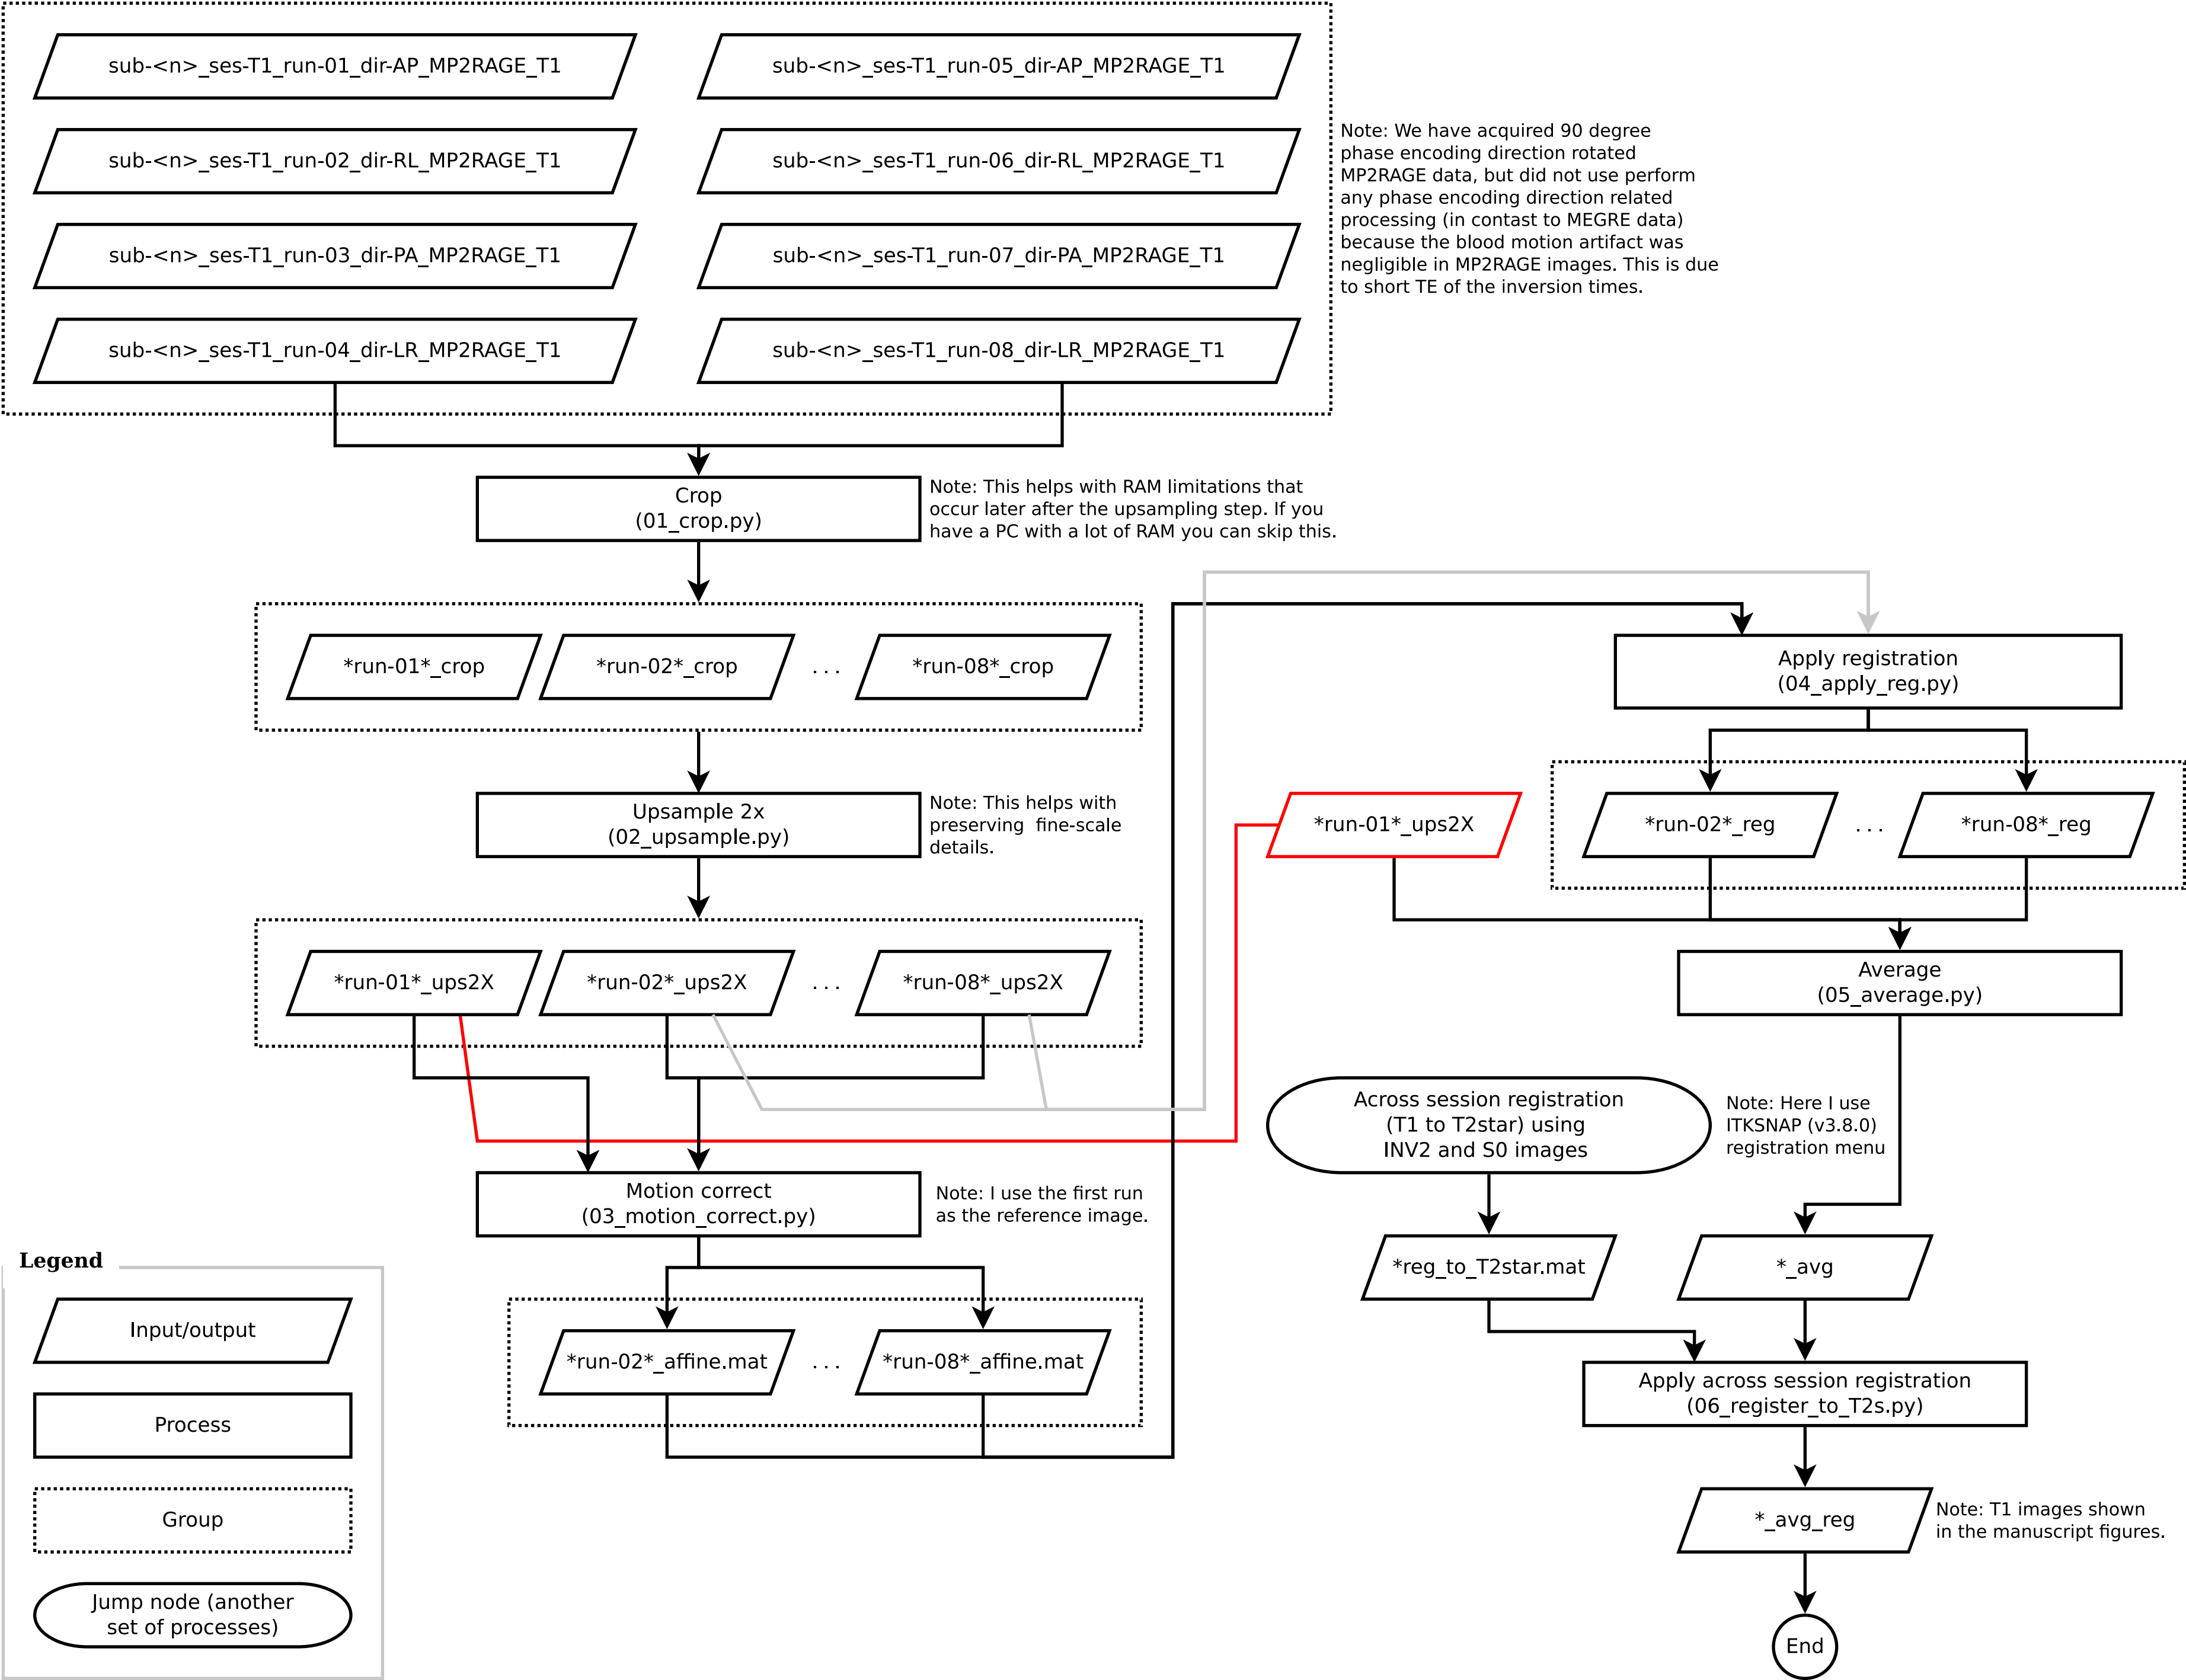 sub-<n>_ses-T1_run-01_dir-AP_MP2RAGE_T1
sub-<n>_ses-T1_run-05_dir-AP_MP2RAGE_T1
sub-<n>_ses-T1_run-02_dir-RL_MP2RAGE_T1
sub-<n>_ses-T1_run-06_dir-RL_MP2RAGE_T1
sub-<n>_ses-T1_run-03_dir-PA_MP2RAGE_T1
sub-<n>_ses-T1_run-07_dir-PA_MP2RAGE_T1
sub-<n>_ses-T1_run-04_dir-LR_MP2RAGE_T1
sub-<n>_ses-T1_run-08_dir-LR_MP2RAGE_T1
Note: We have acquired 90 degree
phase encoding direction rotated
MP2RAGE data, but did not use perform
any phase encoding direction related
processing (in contast to MEGRE data)
because the blood motion artifact was
negligible in MP2RAGE images. This is due
to short TE of the inversion times.
Crop
(01_crop.py)
Note: This helps with RAM limitations that
occur later after the upsampling step. If you
have a PC with a lot of RAM you can skip this.
*run-01*_crop
*run-02*_crop
...
*run-08*_crop
Upsample 2x
(02_upsample.py)
Note: This helps with
preserving  fine-scale
details.
*run-01*_ups2X
*run-02*_ups2X
...
*run-08*_ups2X
Motion correct
(03_motion_correct.py)
Note: I use the first run
as the reference image.
*run-02*_affine.mat
...
*run-08*_affine.mat
Apply registration
(04_apply_reg.py)
*run-01*_ups2X
*run-02*_reg
...
*run-08*_reg
Average
(05_average.py)
Across session registration
(T1 to T2star) using
INV2 and S0 images
Note: Here I use
ITKSNAP (v3.8.0)
registration menu
*reg_to_T2star.mat
*_avg
Apply across session registration
(06_register_to_T2s.py)
*_avg_reg
Note: T1 images shown
in the manuscript figures.
End
Legend
Input/output
Process
Group
Jump node (another
set of processes)